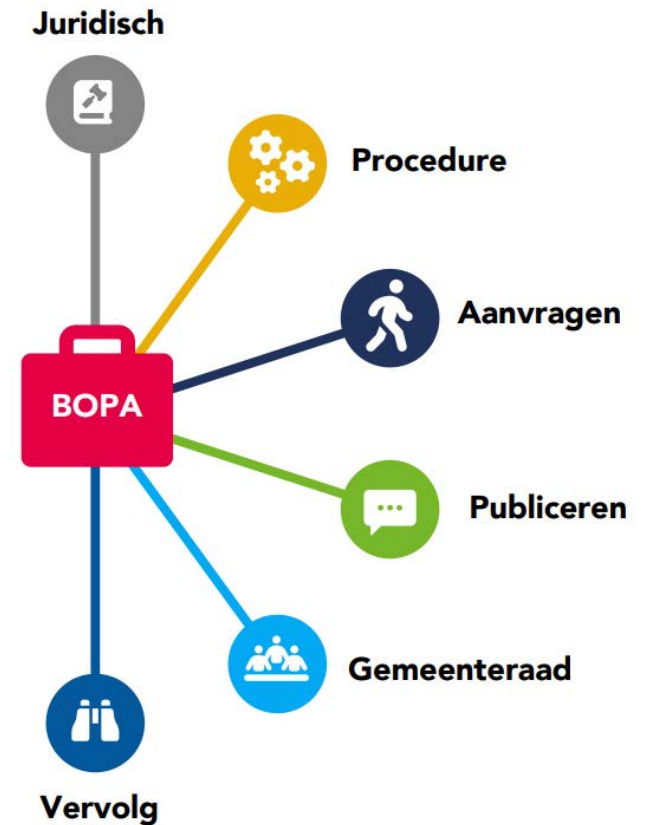 Juridisch
Procedure
Aanvragen
BOPA
Publiceren
Gemeenteraad
Vervolg